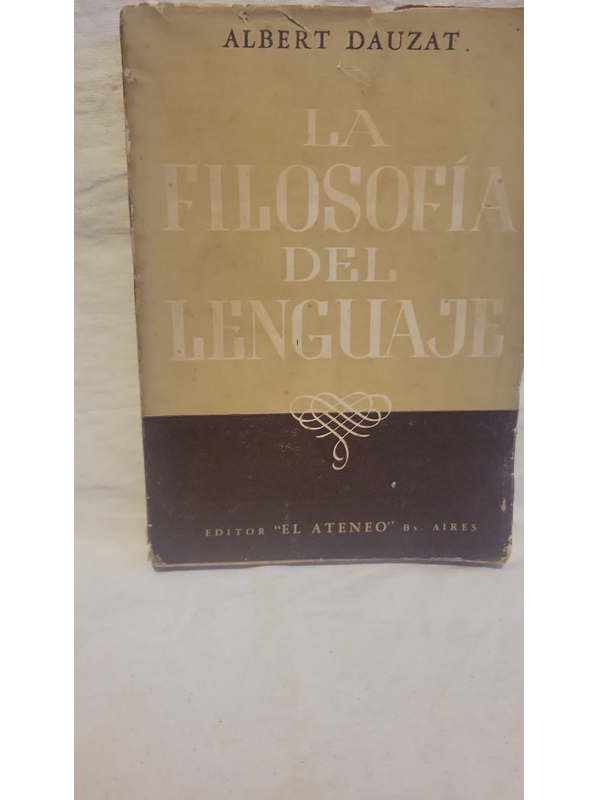 ALBERT DAUZAT.
LA
FILOSOFÍA
DEL
LENGUAJE
EDITOR "EL ATENEO" Bs. AIRES